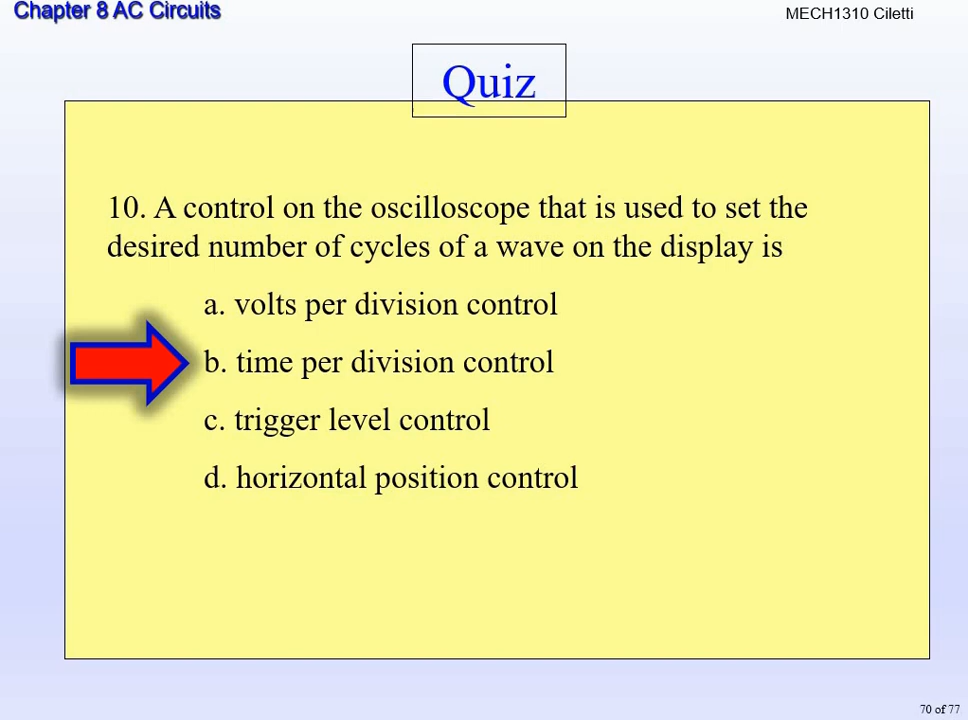 Chapter 8 AC Circuits
MECH1310 Ciletti
Quiz
10. A control on the oscilloscope that is used to set the
desired number of cycles of a wave on the display is
a. volts per division control
b. time per division control
c. trigger level control
d. horizontal position control
70 of 77